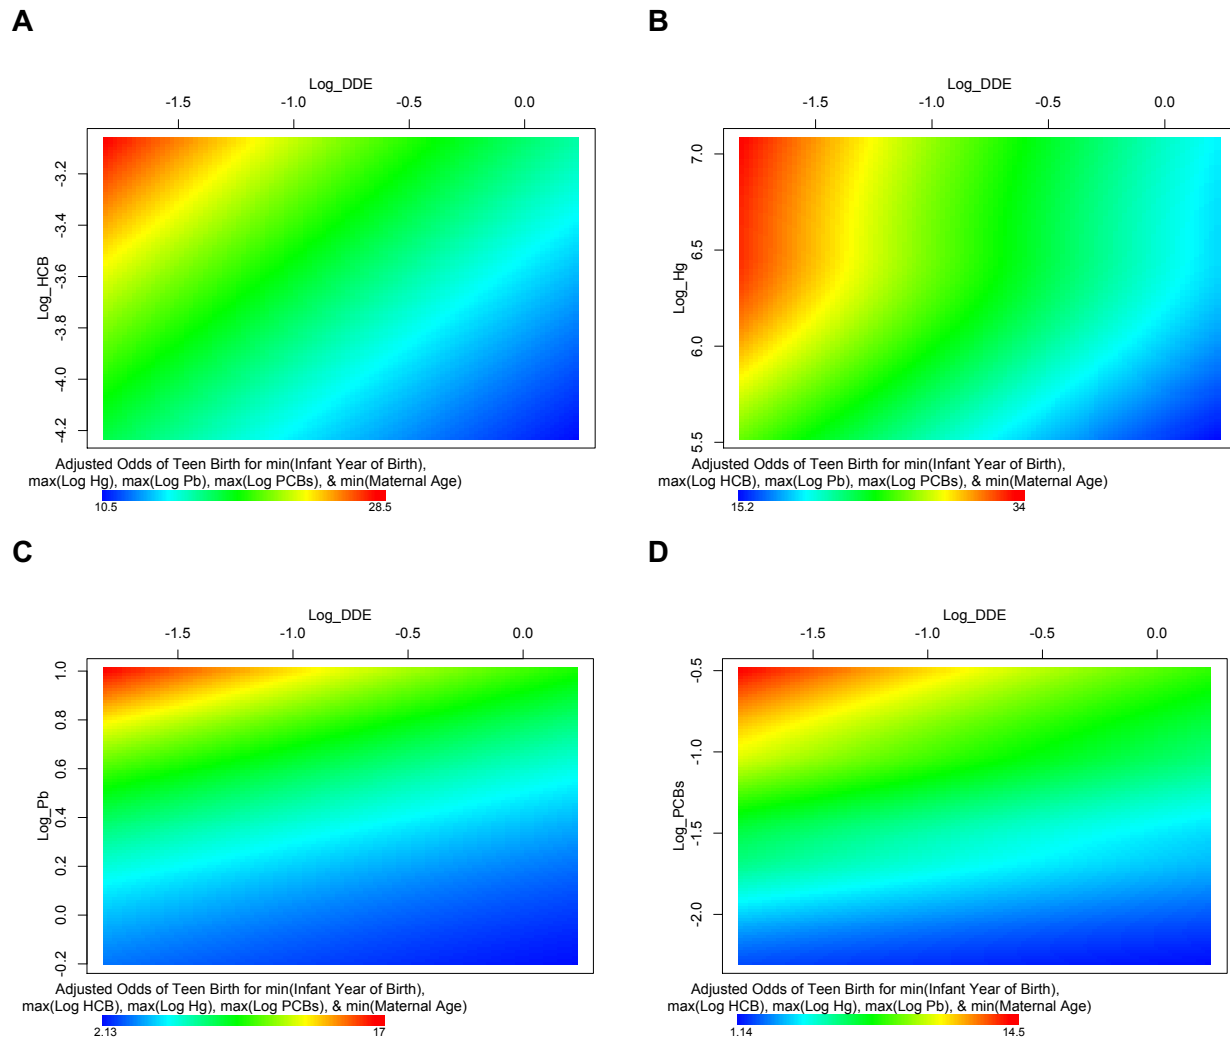 A
Log_DDE
-1.5 -1.0 -0.5 0.0
Log_HCB
-3.2
-3.4
-3.6
-3.8
-4.0
-4.2
Adjusted Odds of Teen Birth for min(Infant Year of Birth),
max(Log Hg), max(Log Pb), max(Log PCBs), & min(Maternal Age)
10.5 28.5
B
Log_DDE
-1.5 -1.0 -0.5 0.0
Log_Hg
7.0
6.5
6.0
5.5
Adjusted Odds of Teen Birth for min(Infant Year of Birth),
max(Log HCB), max(Log Pb), max(Log PCBs), & min(Maternal Age)
15.2 34
C
Log_DDE
-1.5 -1.0 -0.5 0.0
Log_Pb
1.0
0.8
0.6
0.4
0.2
0.0
-0.2
Adjusted Odds of Teen Birth for min(Infant Year of Birth),
max(Log HCB), max(Log Hg), max(Log PCBs), & min(Maternal Age)
2.13 17
D
Log_DDE
-1.5 -1.0 -0.5 0.0
Log_PCBs
-0.5
-1.0
-1.5
-2.0
Adjusted Odds of Teen Birth for min(Infant Year of Birth),
max(Log HCB), max(Log Hg), max(Log Pb), & min(Maternal Age)
1.14 14.5